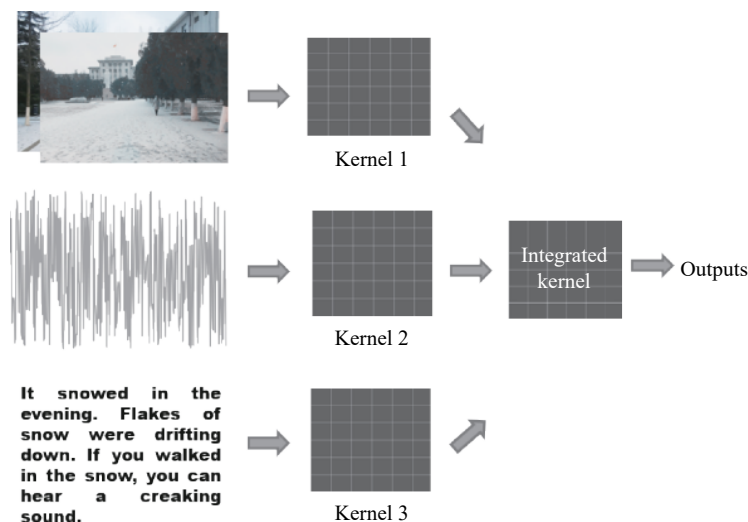 Kernel 1
Integrated
kernel
Outputs
Kernel 2
It snowed in the
evening. Flakes of
snow were drifting
down. If you walked
in the snow, you can
hear a creaking
sound.
Kernel 3